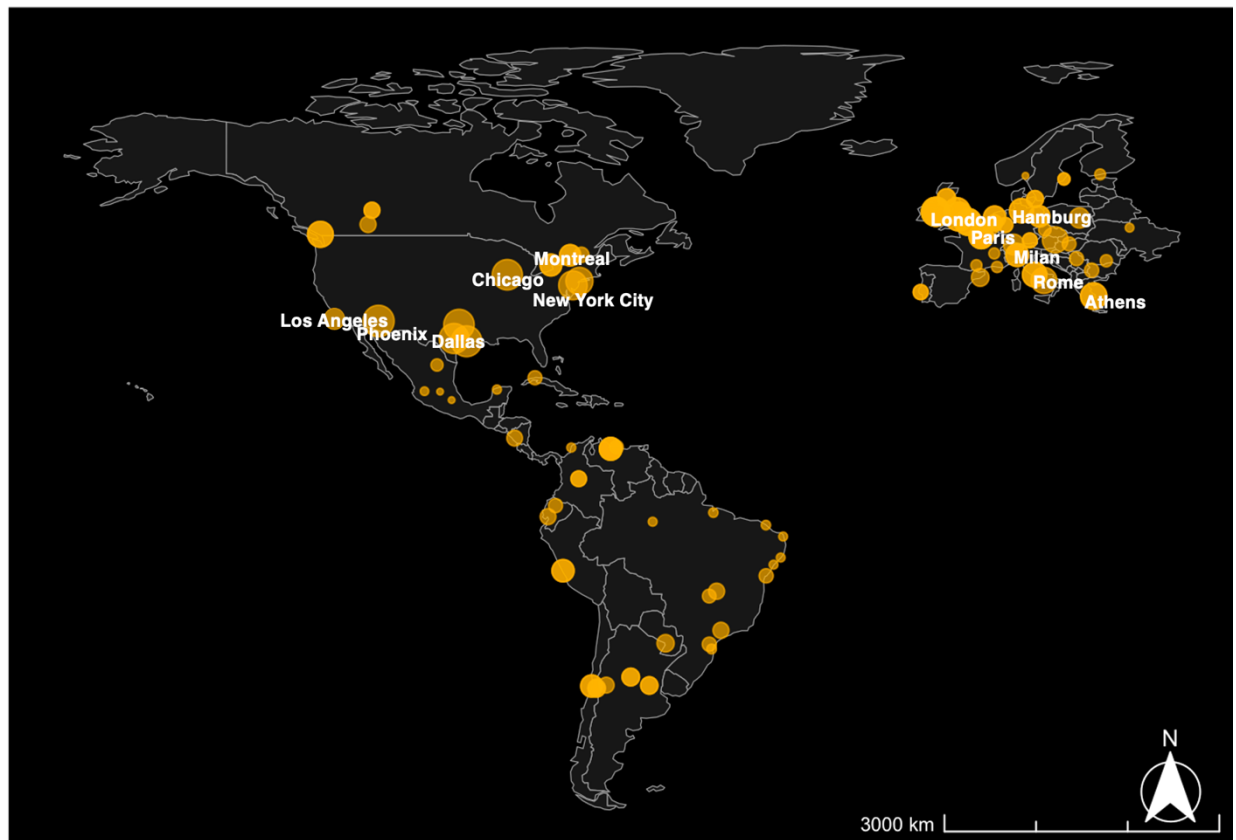 London
Hamburg
Paris
Montreal
Milan
Chicago
Rome
New York City
Athens
Los Angeles
Phoenix
Dallas
N
3000 km